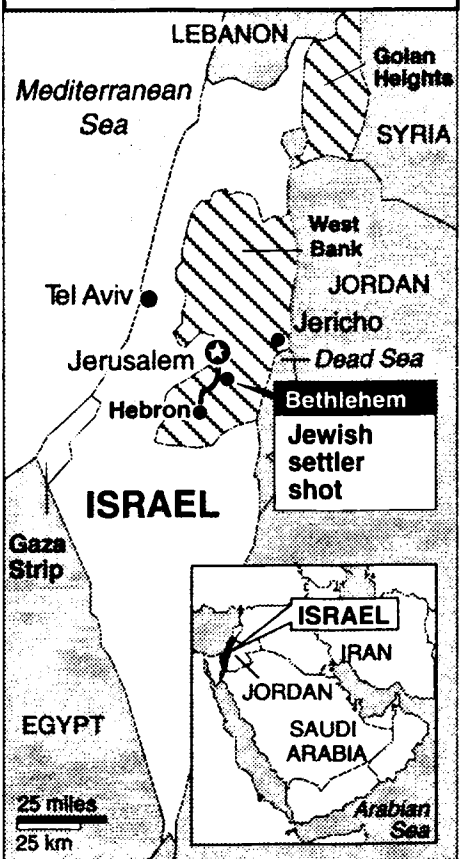 LEBANON
Golan
Heights
Mediterranean
Sea
SYRIA
West
Bank
JORDAN
Tel Aviv
Jericho
Jerusalem
Dead Sea
Bethlehem
Hebron
Jewish
settler
shot
ISRAEL
Gaza
Strip
ISRAEL
IRAN
JORDAN
SAUDI
ARABIA
EGYPT
25 miles
25 km
Arabian
Sea